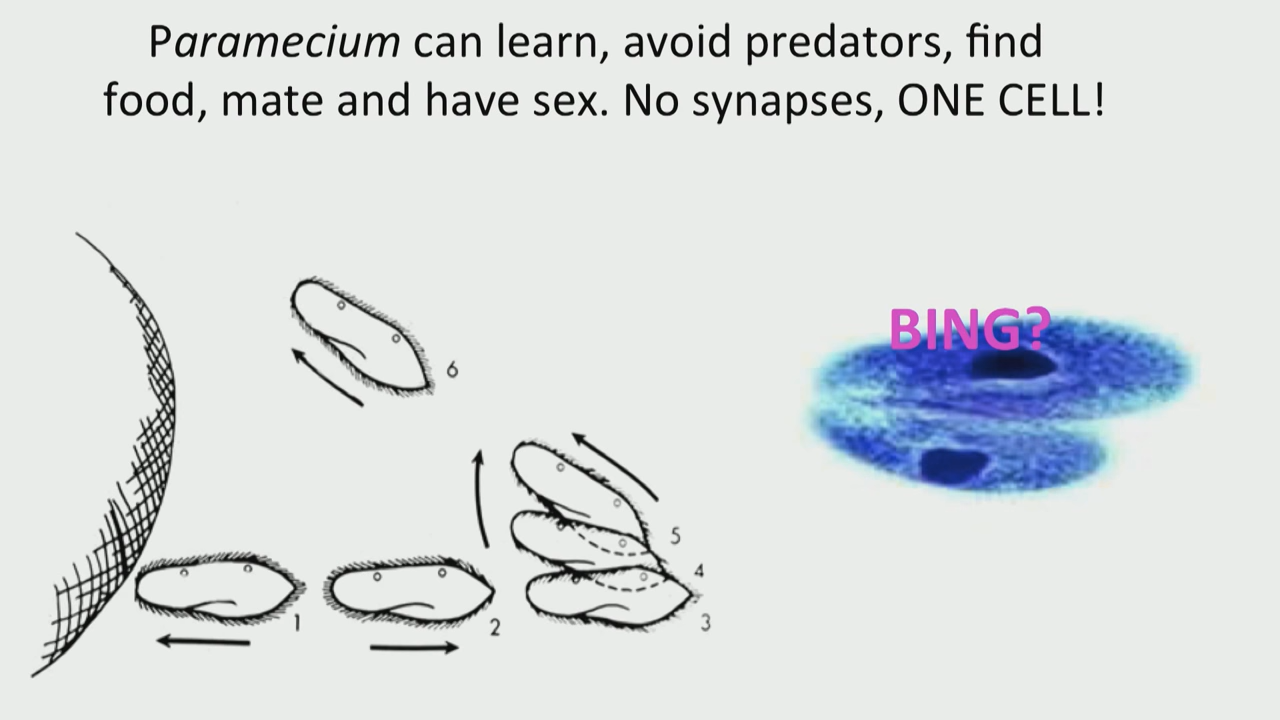 Paramecium can learn, avoid predators, find
food, mate and have sex. No synapses, ONE CELL!
BING?
6
5
4
3
1
2